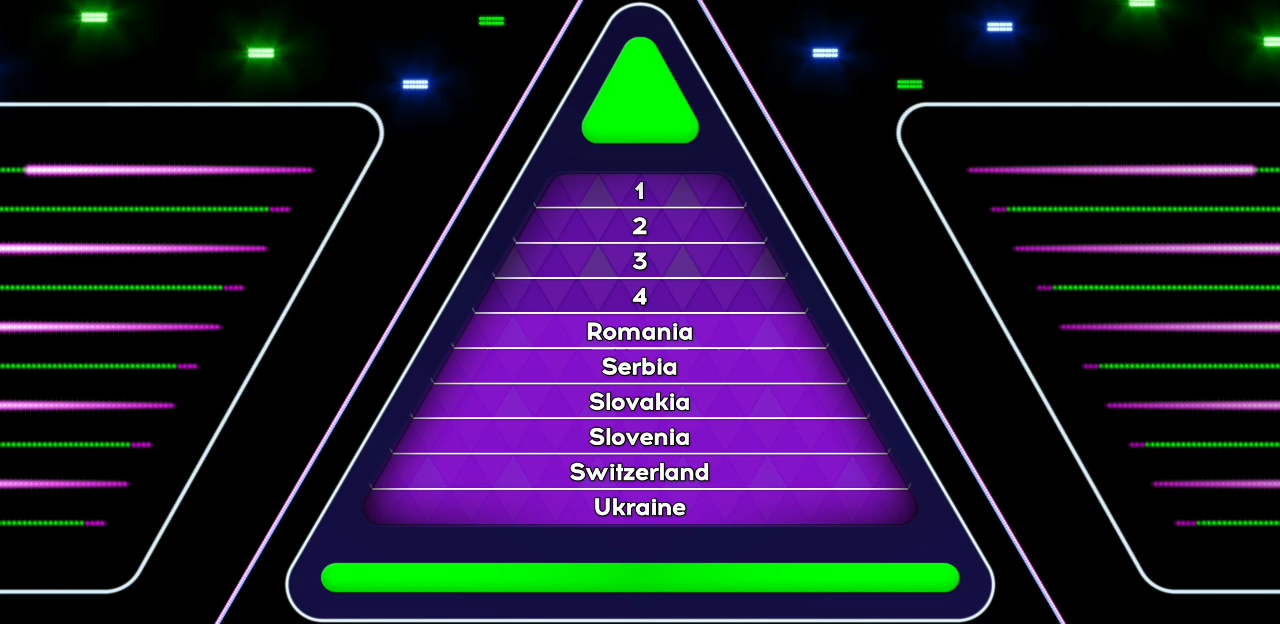 1
2
3
4
Romania
Serbia
Slovakia
Slovenia
Switzerland
Ukraine